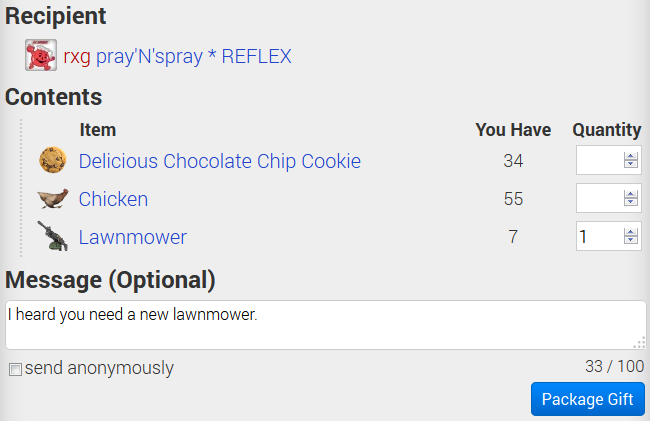 Recipient
rxg pray'N'spray * REFLEX
Contents
Item You Have Quantity
Delicious Chocolate Chip Cookie 34
Chicken 55
Lawnmower 7 1
Message (Optional)
I heard you need a new lawnmower.
send anonymously 33 / 100
Package Gift